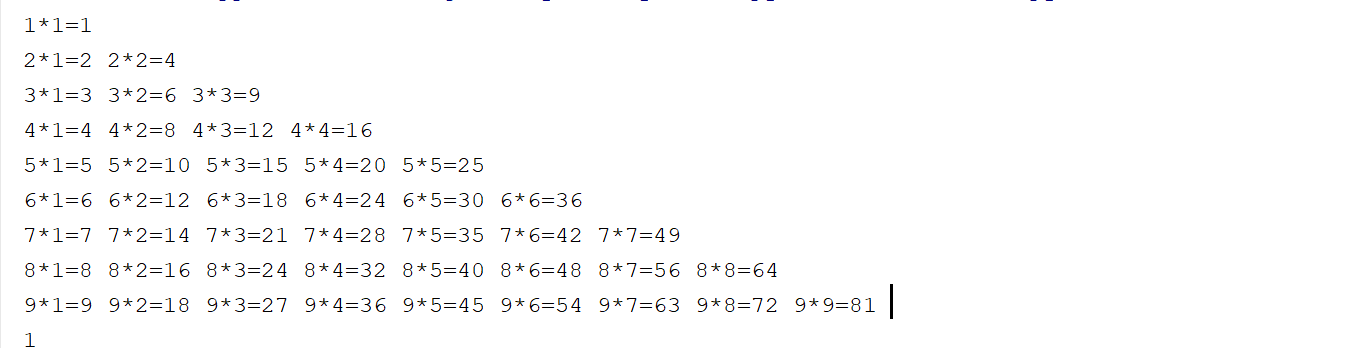 1*1=1
2*1=2 2*2=4
3*1=3 3*2=6 3*3=9
4*1=4 4*2=8 4*3=12 4*4=16
5*1=5 5*2=10 5*3=15 5*4=20 5*5=25
6*1=6 6*2=12 6*3=18 6*4=24 6*5=30 6*6=36
7*1=7 7*2=14 7*3=21 7*4=28 7*5=35 7*6=42 7*7=49
8*1=8 8*2=16 8*3=24 8*4=32 8*5=40 8*6=48 8*7=56 8*8=64
9*1=9 9*2=18 9*3=27 9*4=36 9*5=45 9*6=54 9*7=63 9*8=72 9*9=81
1